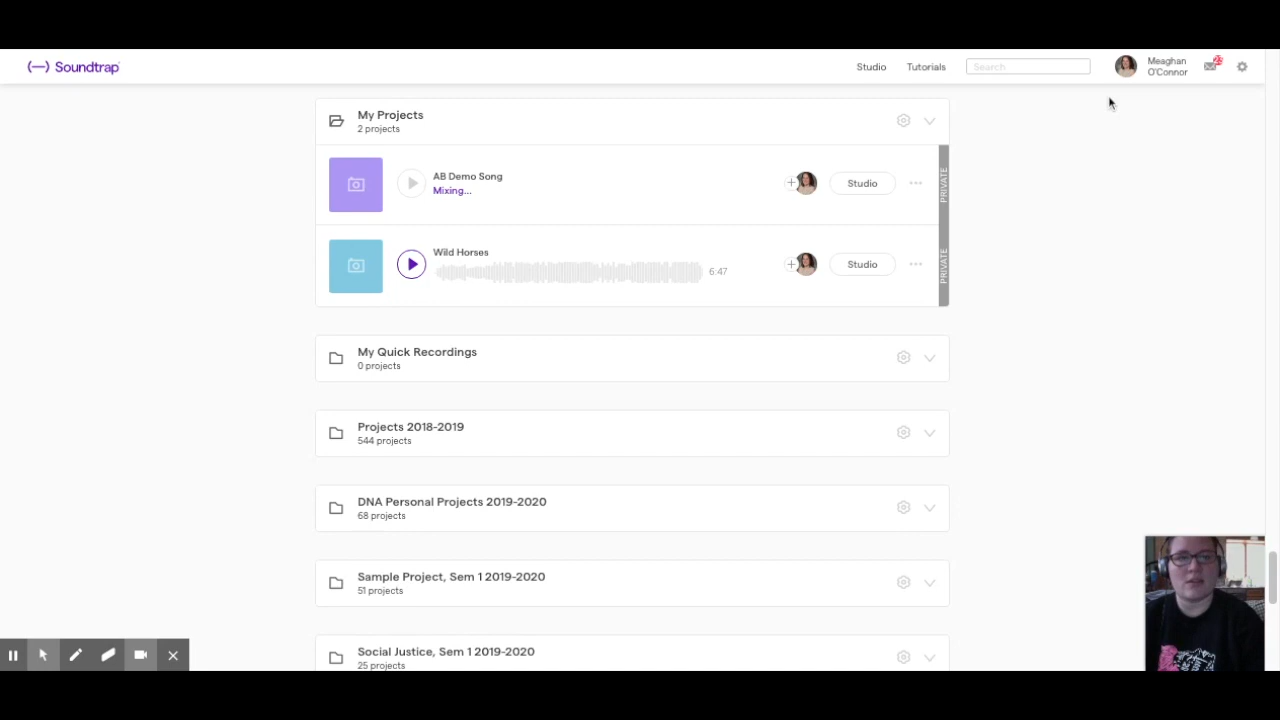 Soundtrap
Studio
Tutorials
Search
Meaghan
O'Connor
23
My Projects
2 projects
AB Demo Song
Mixing...
Studio
PRIVATE
Wild Horses
6:47
Studio
PRIVATE
My Quick Recordings
0 projects
Projects 2018-2019
544 projects
DNA Personal Projects 2019-2020
68 projects
Sample Project, Sem 1 2019-2020
51 projects
Social Justice, Sem 1 2019-2020
25 projects